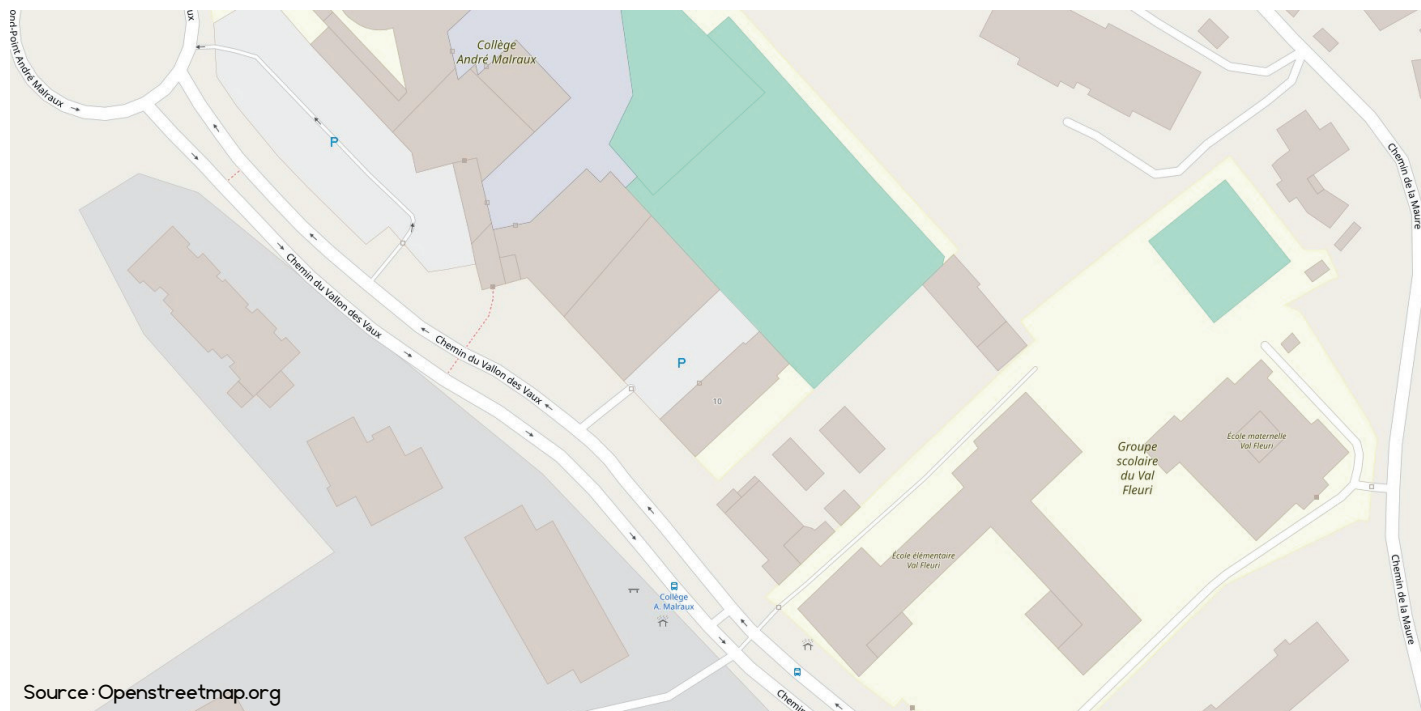 ux
ond-Point André Malraux
Collège
André Malraux
P
Chemin de la Maure
Chemin du Vallon des Vaux
Chemin du Vallon des Vaux
P
10
École maternelle
Val Fleuri
Groupe
scolaire
du Val
Fleuri
École élémentaire
Val Fleuri
Collège
A. Malraux
Chemin de la Maure
Chemin
Source : Openstreetmap.org